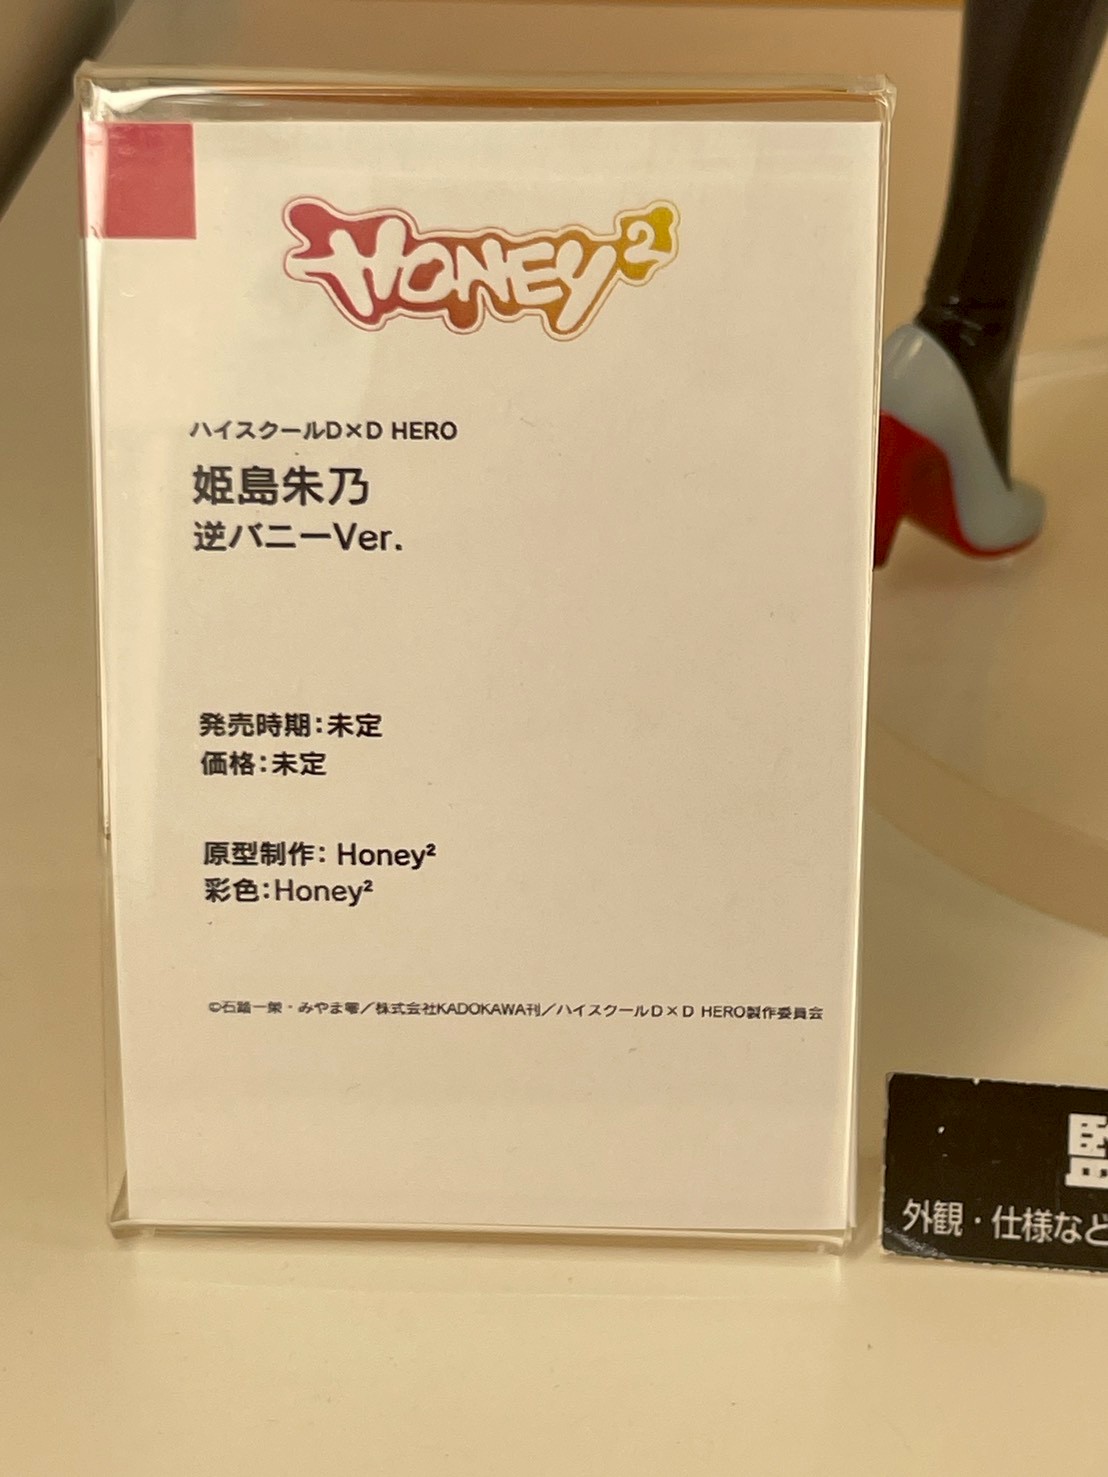 HONEY²
ハイスクールD×D HERO
姫島朱乃
逆バニーVer.
発売時期：未定
価格：未定
原型制作： Honey²
彩色：Honey²
©石踏一榮・みやま零／株式会社KADOKAWA刊／ハイスクールD×D HERO製作委員会
監
外観・仕様など